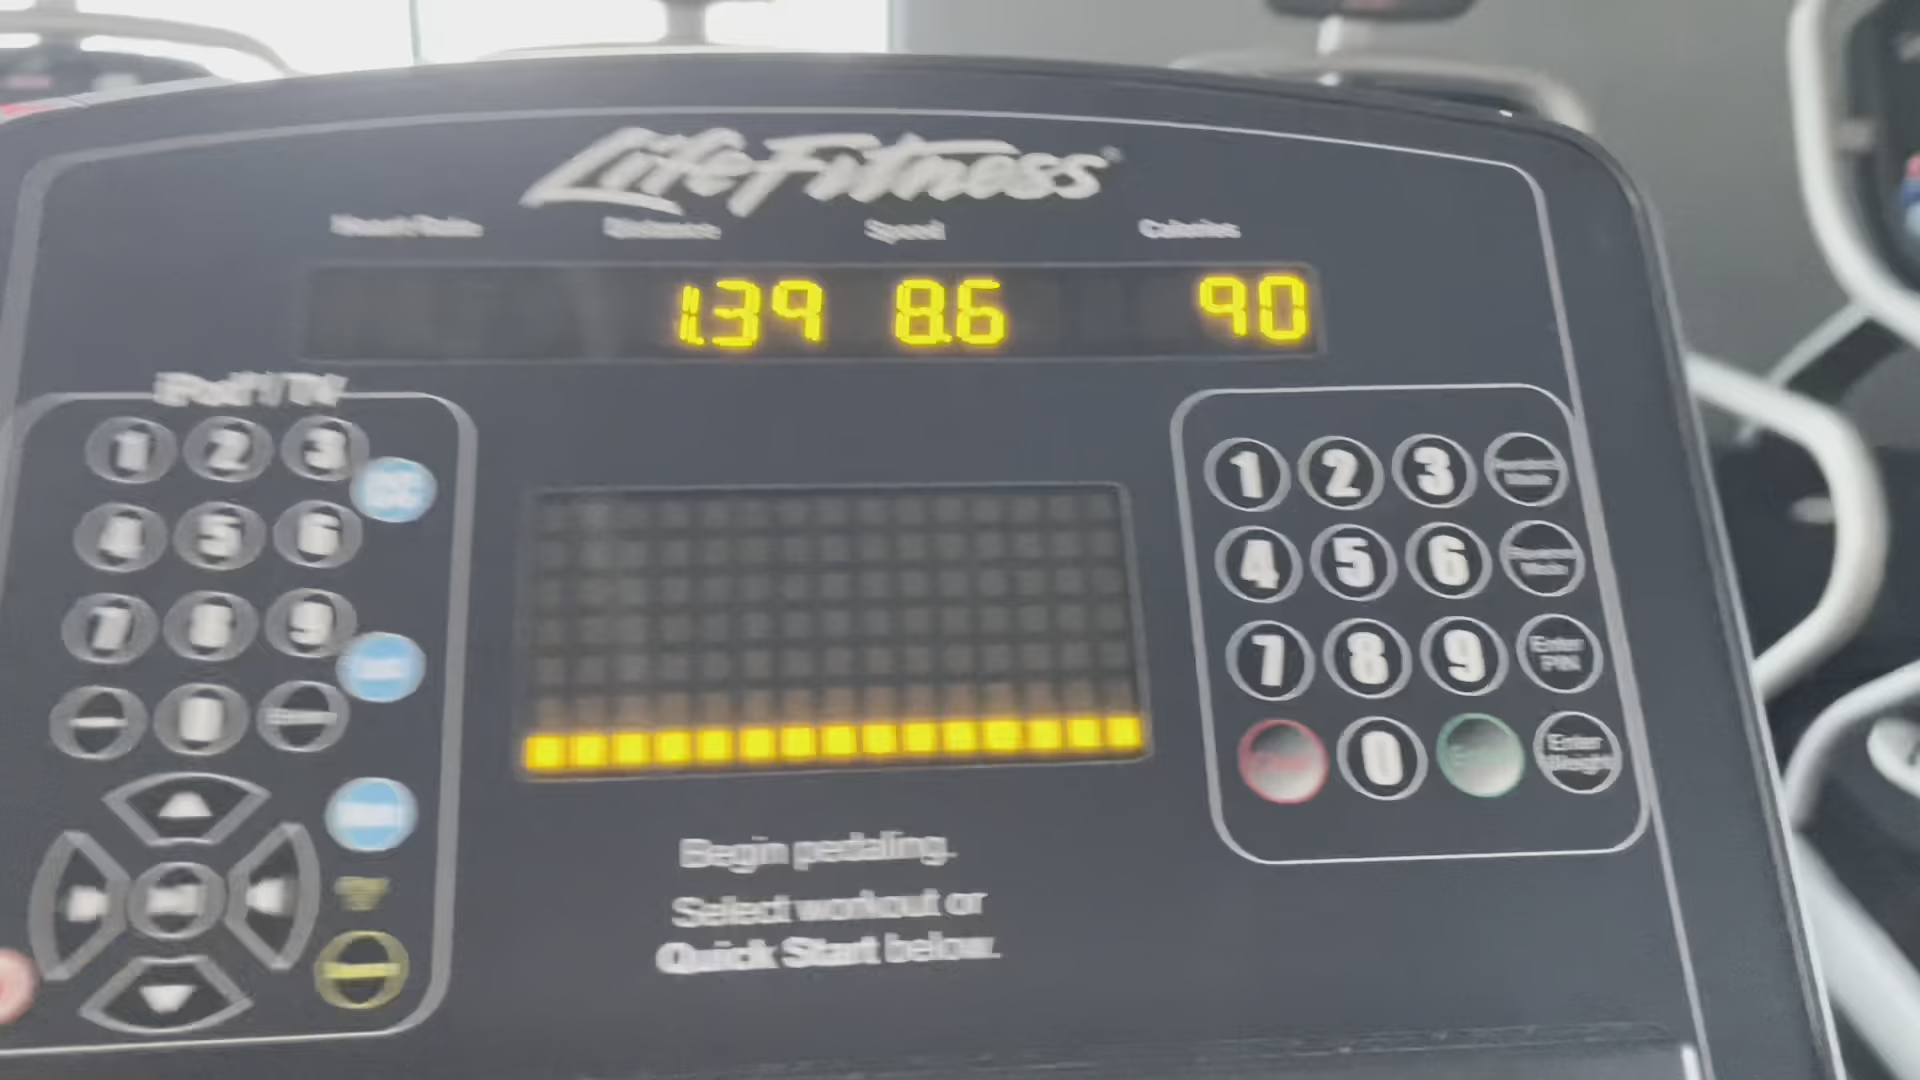 LifeFitness
Heart Rate Distance Speed Calories
1.39 8.6 90
iPod / TV
1 2 3
4 5 6
7 8 9
0
1 2 3
4 5 6
7 8 9 Enter PIN
0 Enter Weight
Begin pedaling.
Select workout or
Quick Start below.